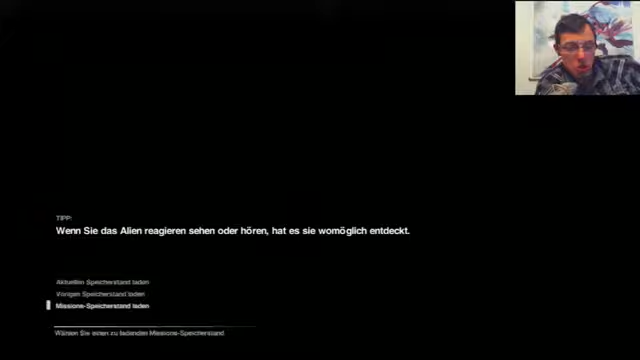 TIPP:
Wenn Sie das Alien reagieren sehen oder hören, hat es sie womöglich entdeckt.
Aktuellen Speicherstand laden
Vorigen Speicherstand laden
Missions-Speicherstand laden
Wählen Sie einen zu ladenden Missions-Speicherstand.